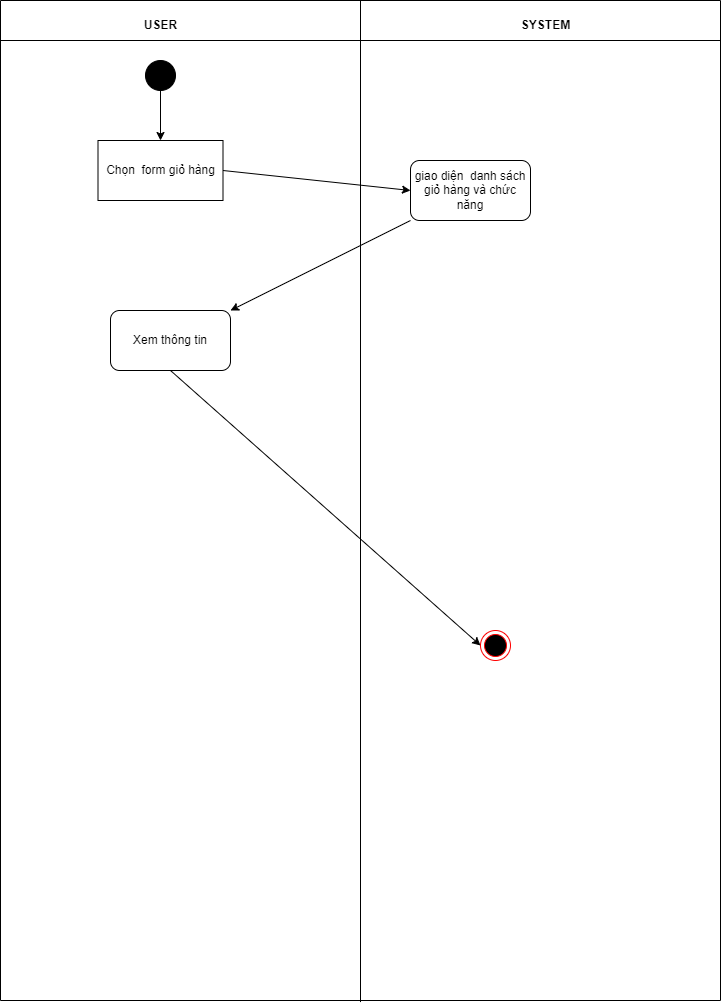 USER
SYSTEM
Chọn form giỏ hàng
giao diện danh sách
giỏ hàng và chức
năng
Xem thông tin